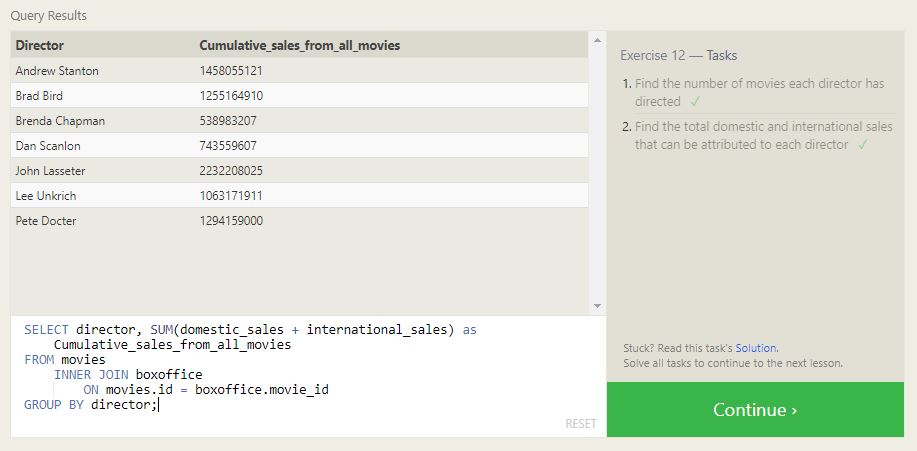 Query Results
Director Cumulative_sales_from_all_movies
Andrew Stanton 1458055121
Brad Bird 1255164910
Brenda Chapman 538983207
Dan Scanlon 743559607
John Lasseter 2232208025
Lee Unkrich 1063171911
Pete Docter 1294159000
SELECT director, SUM(domestic_sales + international_sales) as
Cumulative_sales_from_all_movies
FROM movies
INNER JOIN boxoffice
ON movies.id = boxoffice.movie_id
GROUP BY director;
RESET
Exercise 12 — Tasks
1. Find the number of movies each director has
directed ✓
2. Find the total domestic and international sales
that can be attributed to each director ✓
Stuck? Read this task's Solution.
Solve all tasks to continue to the next lesson.
Continue ›